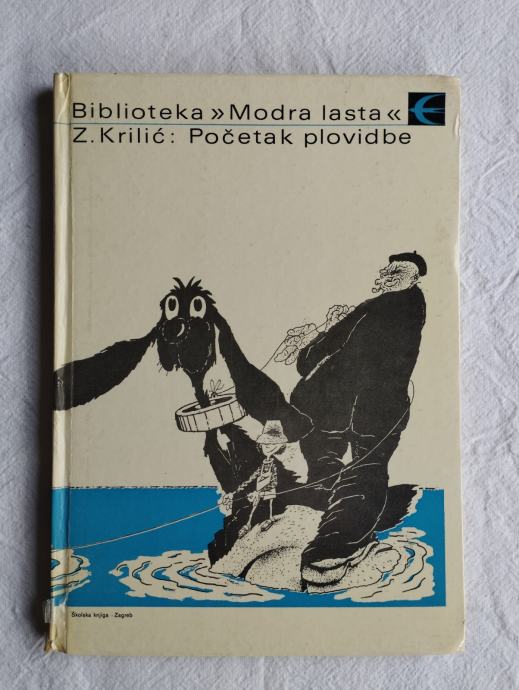 Biblioteka »Modra lasta«
Z. Krilić: Početak plovidbe
Školska knjiga · Zagreb